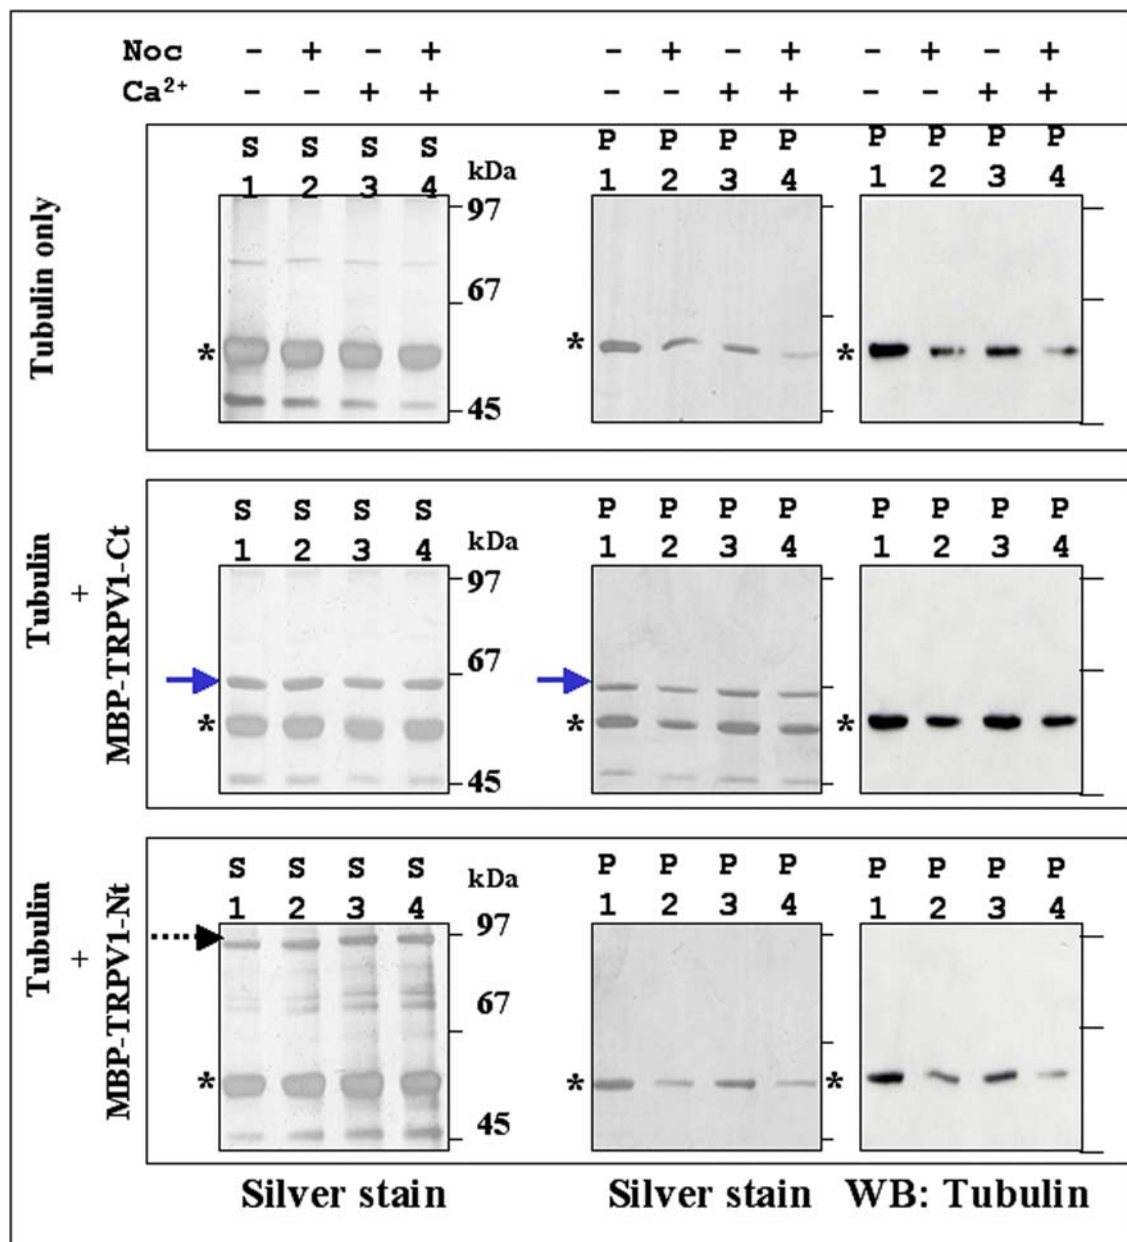 Noc - + - + - + - + - + - +
Ca²⁺ - - + + - - + + - - + +
Tubulin only
S S S S kDa P P P P P P P P
1 2 3 4 1 2 3 4 1 2 3 4
97
67
* * *
45
Tubulin
+
MBP-TRPV1-Ct
S S S S kDa P P P P P P P P
1 2 3 4 1 2 3 4 1 2 3 4
97
67
* * *
45
Tubulin
+
MBP-TRPV1-Nt
S S S S kDa P P P P P P P P
1 2 3 4 1 2 3 4 1 2 3 4
97
67
* * *
45
Silver stain Silver stain WB: Tubulin